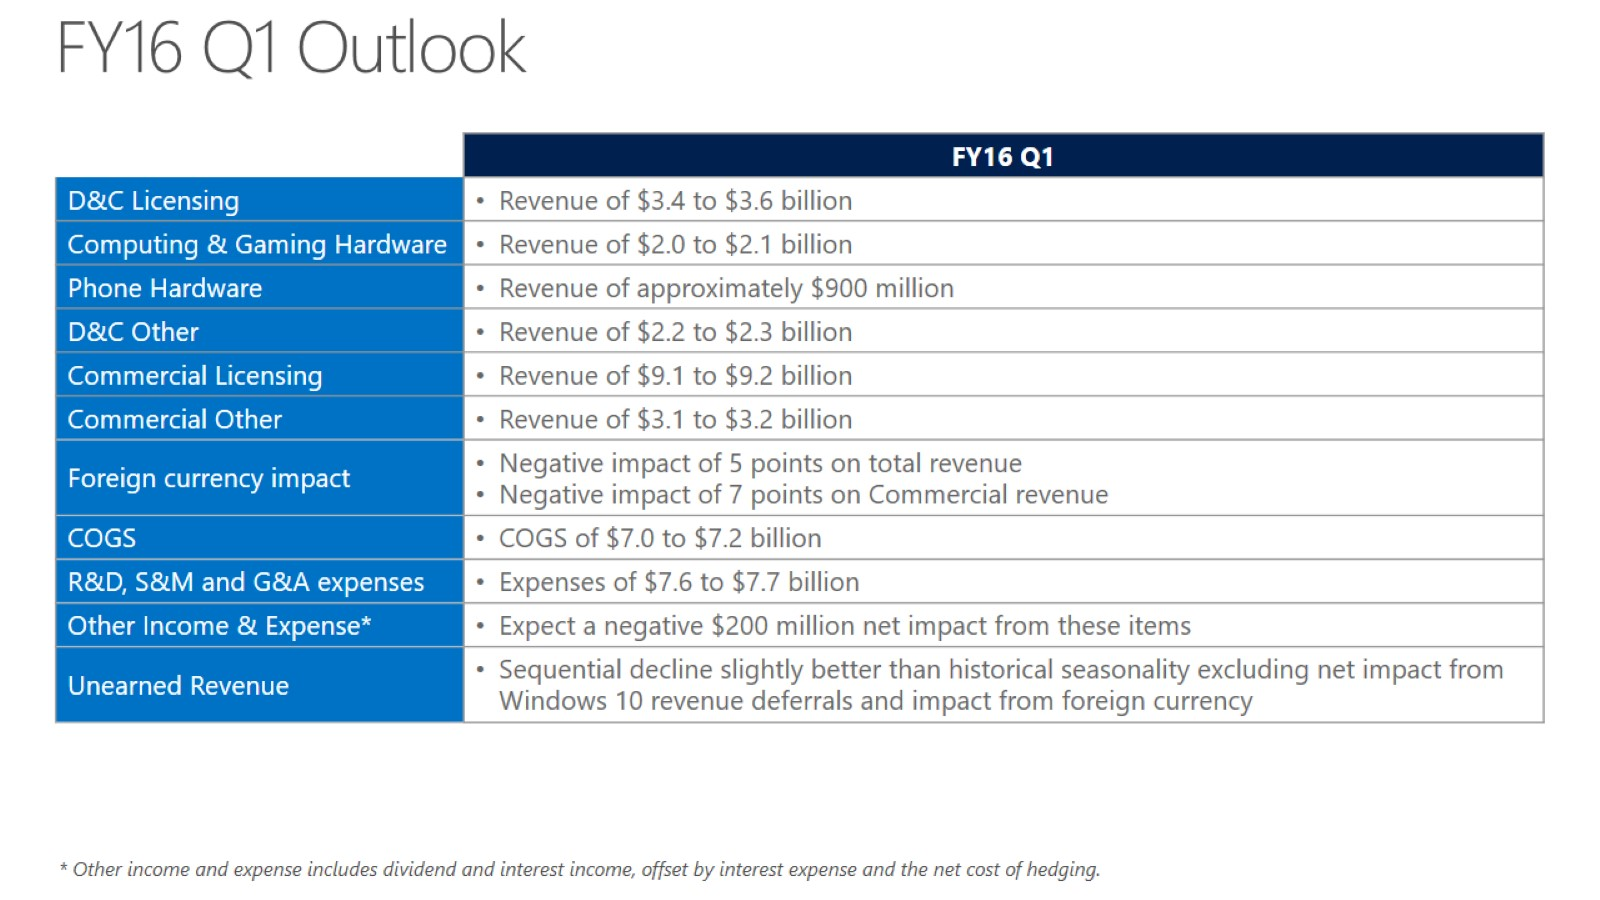 FY16 Q1 Outlook
FY16 Q1
D&C Licensing
• Revenue of $3.4 to $3.6 billion
Computing & Gaming Hardware
• Revenue of $2.0 to $2.1 billion
Phone Hardware
• Revenue of approximately $900 million
D&C Other
• Revenue of $2.2 to $2.3 billion
Commercial Licensing
• Revenue of $9.1 to $9.2 billion
Commercial Other
• Revenue of $3.1 to $3.2 billion
Foreign currency impact
• Negative impact of 5 points on total revenue
• Negative impact of 7 points on Commercial revenue
COGS
• COGS of $7.0 to $7.2 billion
R&D, S&M and G&A expenses
• Expenses of $7.6 to $7.7 billion
Other Income & Expense*
• Expect a negative $200 million net impact from these items
Unearned Revenue
• Sequential decline slightly better than historical seasonality excluding net impact from
Windows 10 revenue deferrals and impact from foreign currency
* Other income and expense includes dividend and interest income, offset by interest expense and the net cost of hedging.